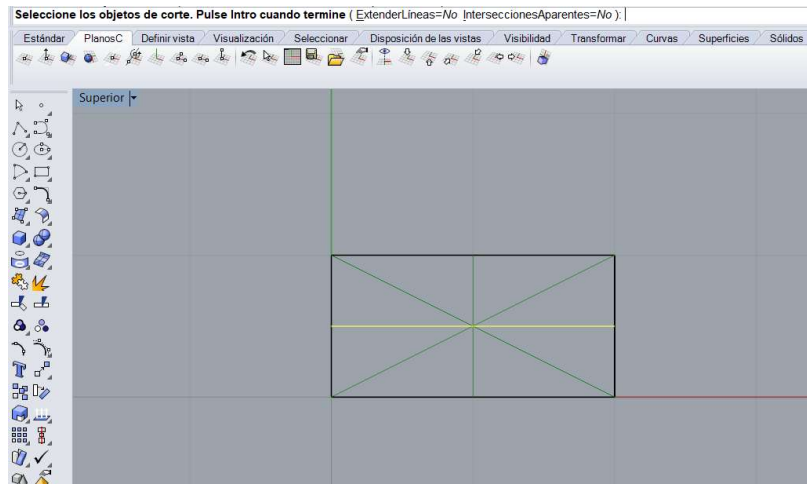 Seleccione los objetos de corte. Pulse Intro cuando termine ( ExtenderLíneas=No InterseccionesAparentes=No ):
Estándar PlanosC Definir vista Visualización Seleccionar Disposición de las vistas Visibilidad Transformar Curvas Superficies Sólidos
Superior